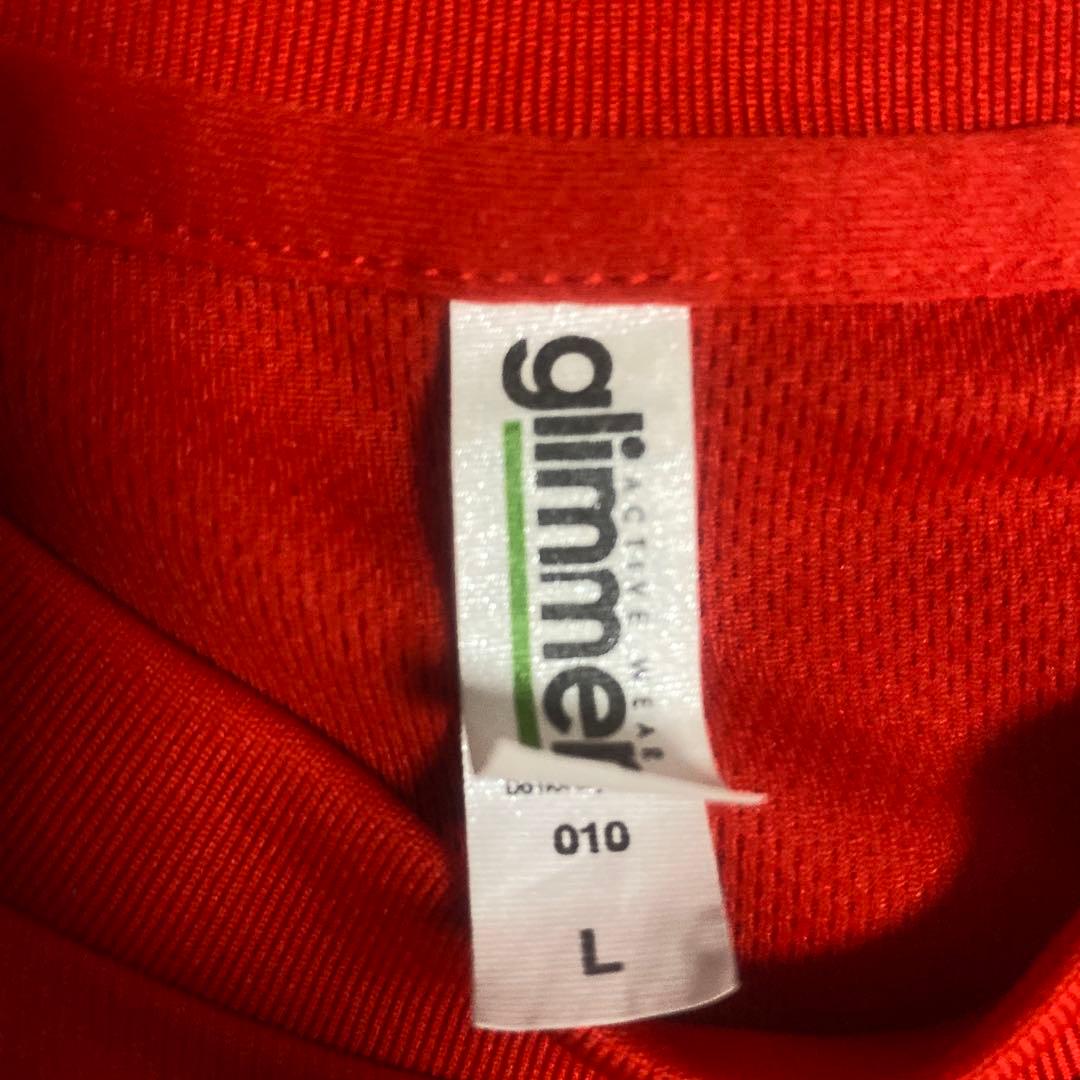 glimmer
ACTIVE WEAR
010
L